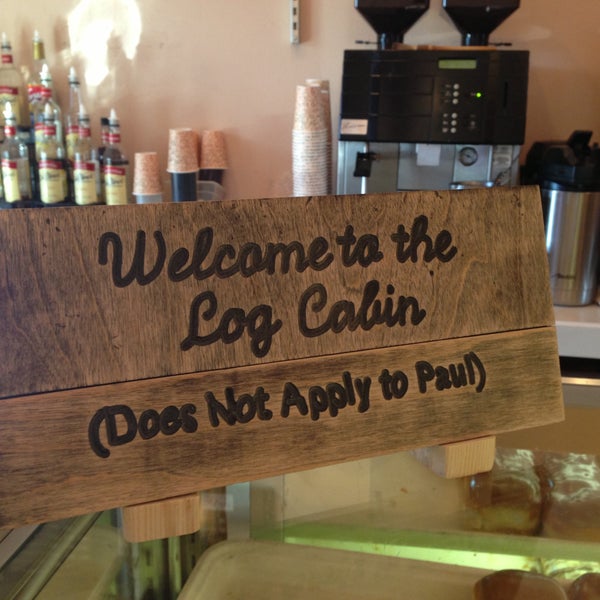 Welcome to the
Log Cabin
(Does Not Apply to Paul)